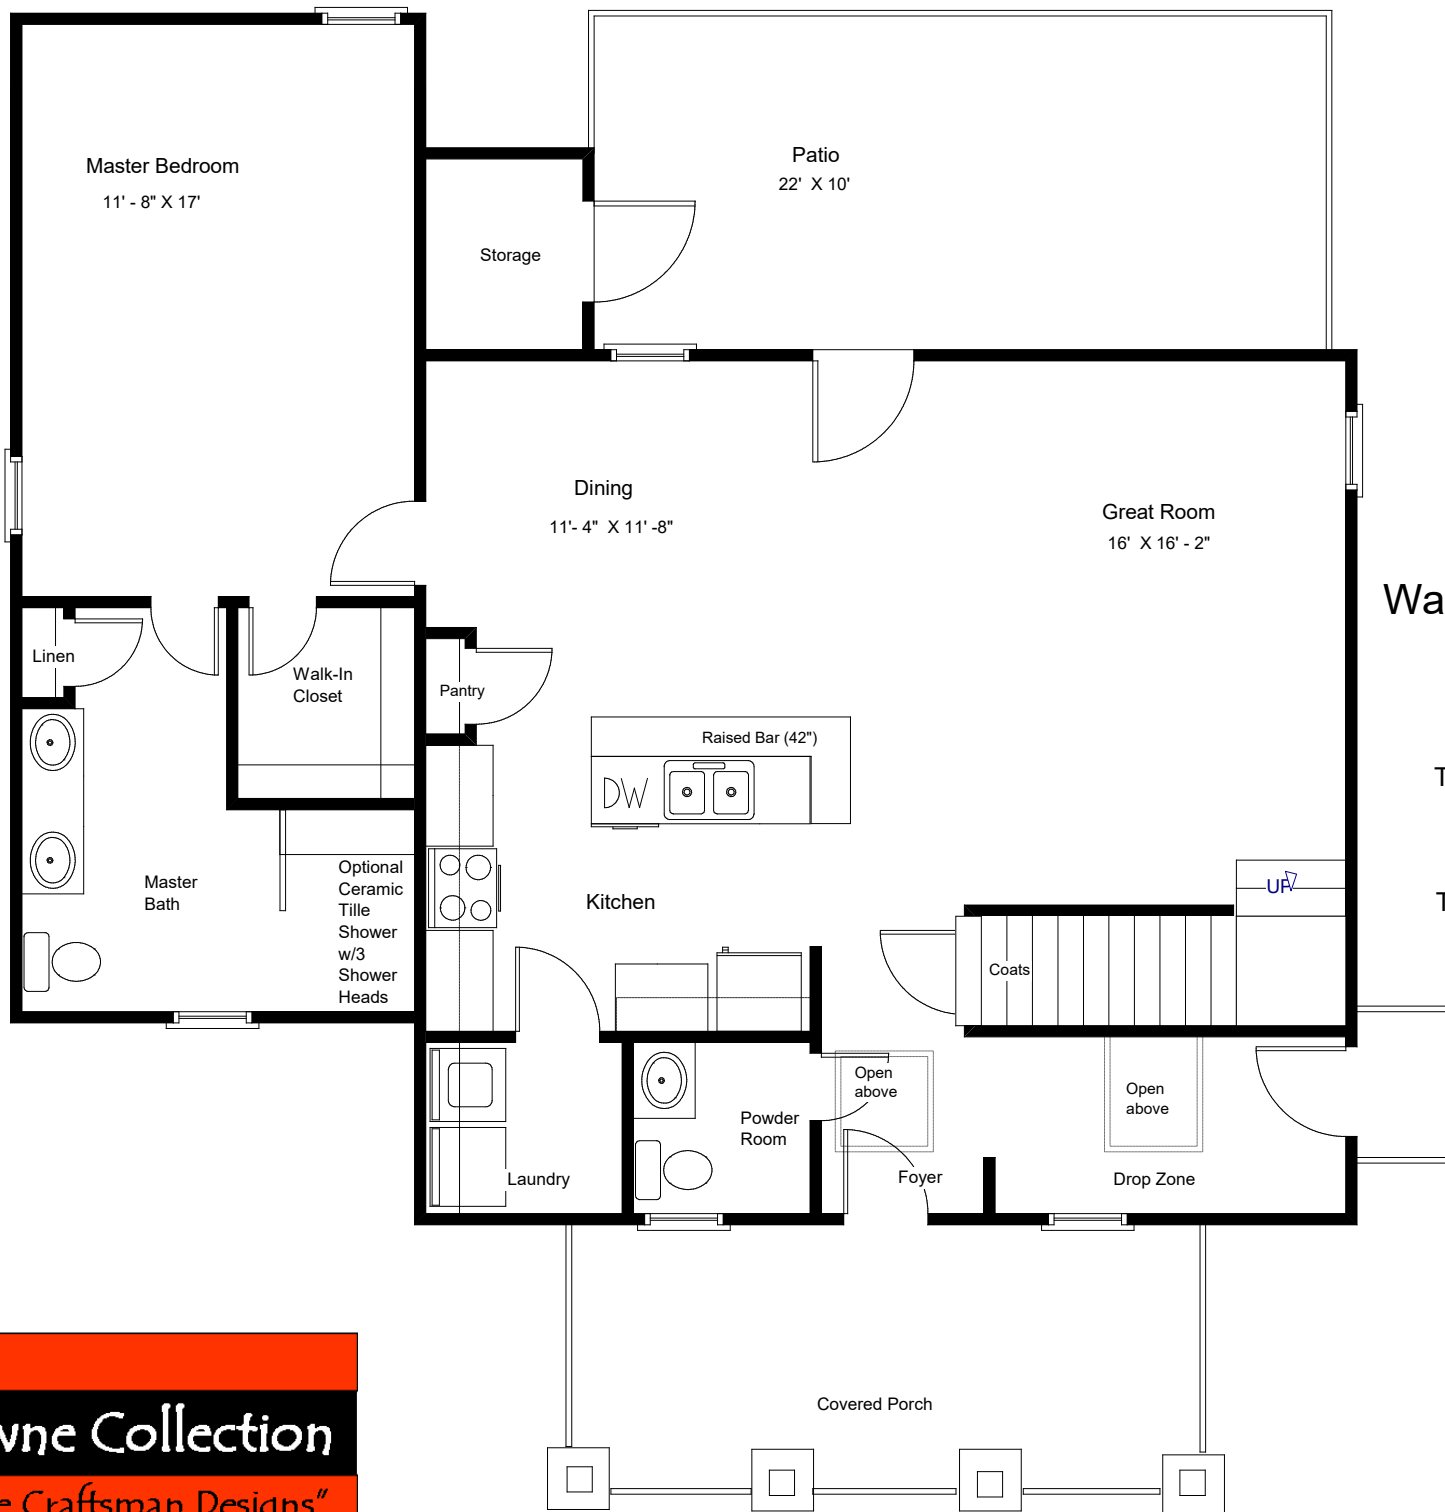 Master Bedroom
11' - 8" X 17'
Patio
22' X 10'
Storage
Dining
11'- 4" X 11' -8"
Great Room
16' X 16' - 2"
Wa
Linen
Walk-In
Closet
Pantry
Raised Bar (42")
DW
T
Master
Bath
Optional
Ceramic
Tille
Shower
w/3
Shower
Heads
Kitchen
UP
T
Coats
Open
above
Open
above
Powder
Room
Laundry
Foyer
Drop Zone
Covered Porch
wne Collection
e Craftsman Designs"